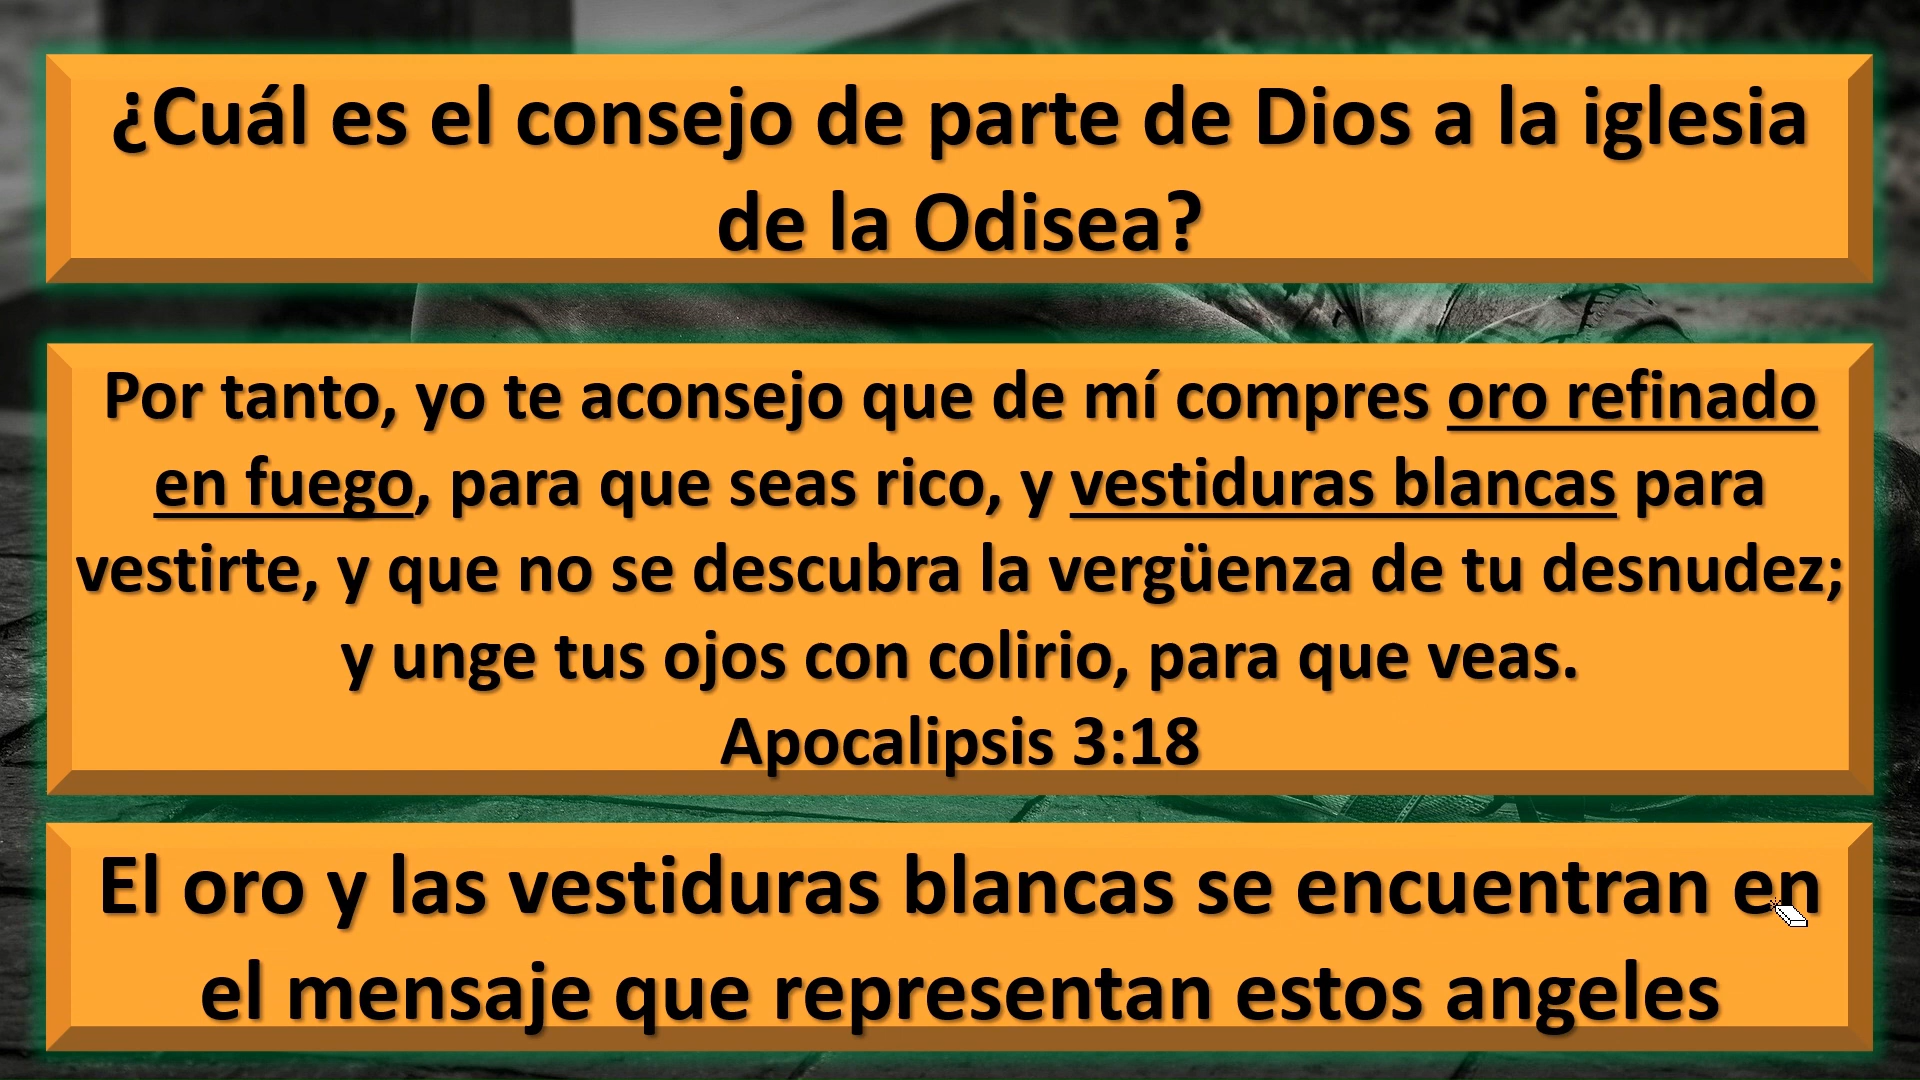 ¿Cuál es el consejo de parte de Dios a la iglesia
de la Odisea?
Por tanto, yo te aconsejo que de mí compres oro refinado
en fuego, para que seas rico, y vestiduras blancas para
vestirte, y que no se descubra la vergüenza de tu desnudez;
y unge tus ojos con colirio, para que veas.
Apocalipsis 3:18
El oro y las vestiduras blancas se encuentran en
el mensaje que representan estos angeles